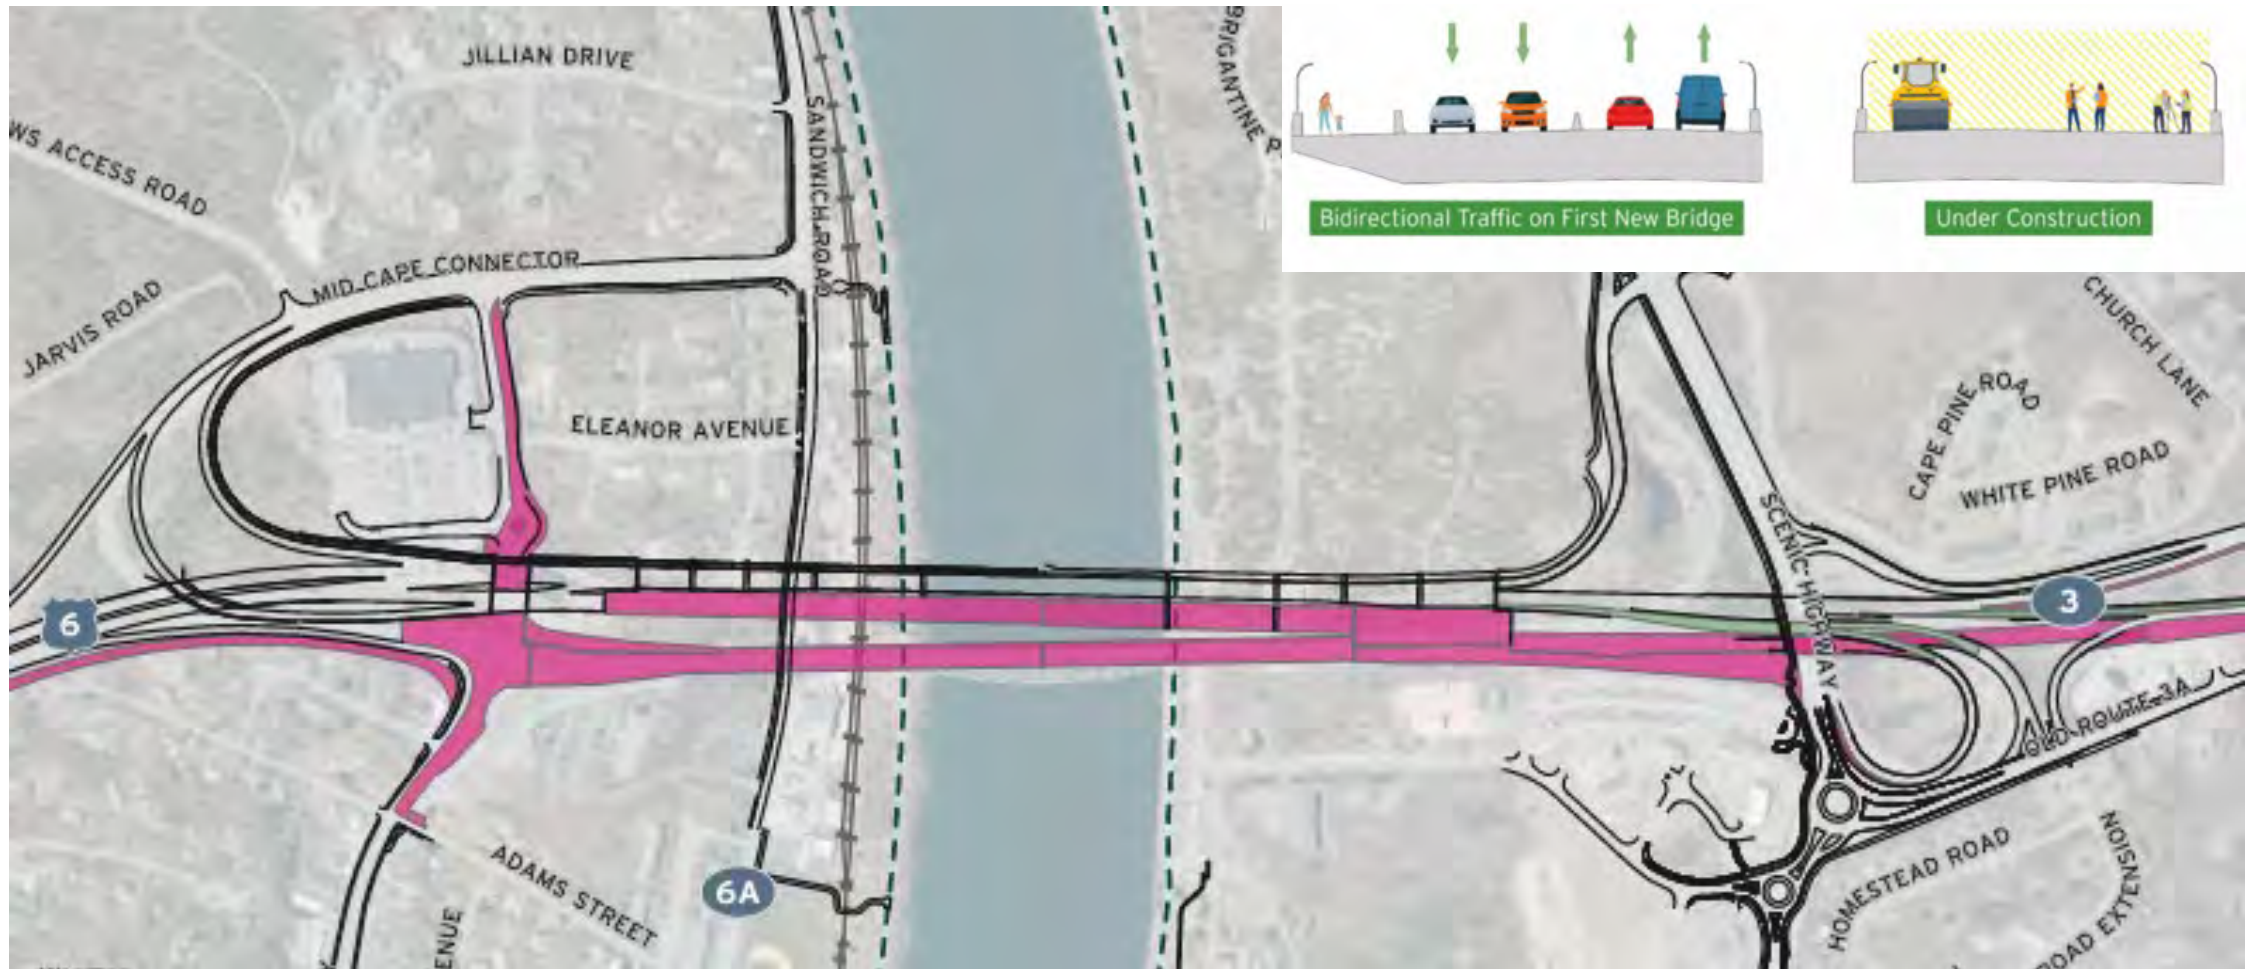 JILLIAN DRIVE
BRIGANTINE P
Bidirectional Traffic on First New Bridge
Under Construction
WS ACCESS ROAD
SANDWICH ROAD
MID CAPE CONNECTOR
JARVIS ROAD
CHURCH LANE
CAPE PINE ROAD
ELEANOR AVENUE
WHITE PINE ROAD
SCENIC HIGHWAY
6
3
OLD ROUTE 3A
ADAMS STREET
6A
HOMESTEAD ROAD
NSION
ENUE
ROAD EXTEN